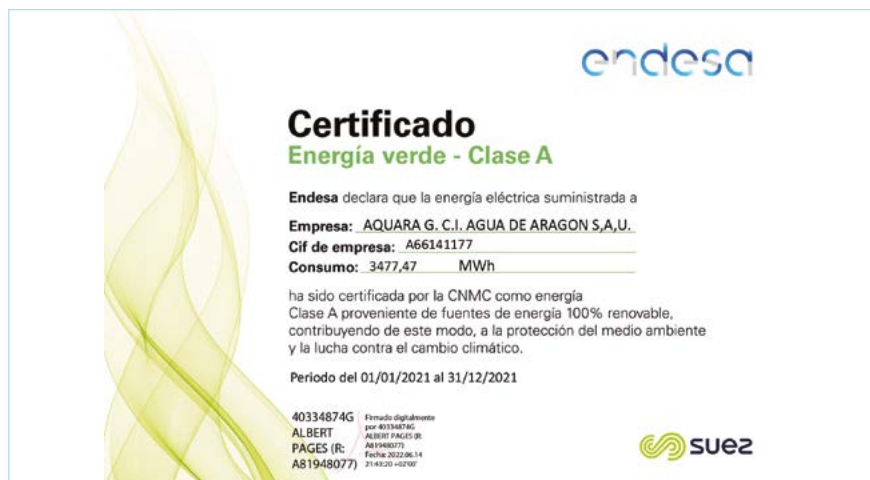 endesa
Certificado
Energía verde - Clase A
Endesa declara que la energía eléctrica suministrada a
Empresa: AQUARA G. C.I. AGUA DE ARAGON S,A,U.
Cif de empresa: A66141177
Consumo: 3477,47 MWh
ha sido certificada por la CNMC como energía
Clase A proveniente de fuentes de energía 100% renovable,
contribuyendo de este modo, a la protección del medio ambiente
y la lucha contra el cambio climático.
Periodo del 01/01/2021 al 31/12/2021
40334874G
ALBERT
PAGES (R:
A81948077)
Firmado digitalmente
por 40334874G
ALBERT PAGES (R:
A81948077)
Fecha: 2022.06.14
21:43:20 +02'00'
suez